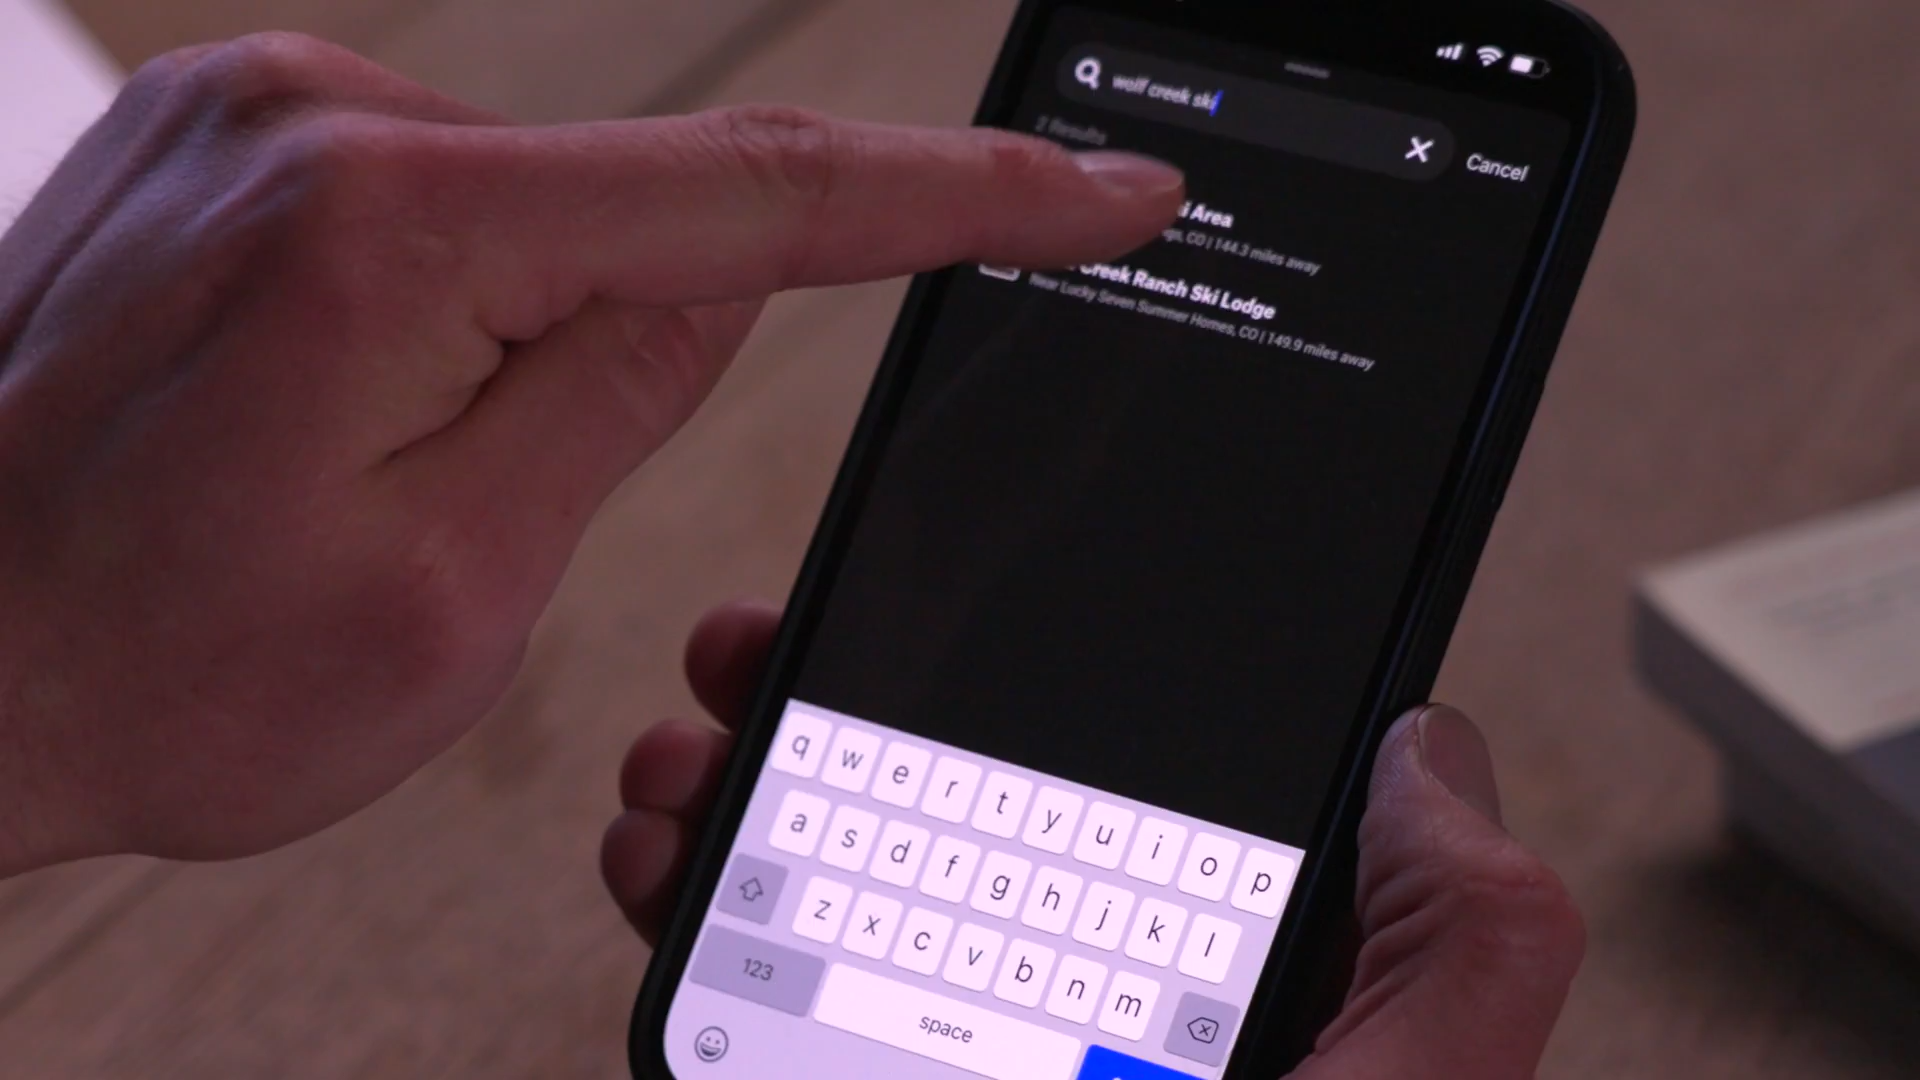 wolf creek ski
Cancel
2 Results
i Area
gs, CO | 144.3 miles away
Creek Ranch Ski Lodge
Near Lucky Seven Summer Homes, CO | 149.9 miles away
q w e r t y u i o p
a s d f g h j k l
z x c v b n m
123
space